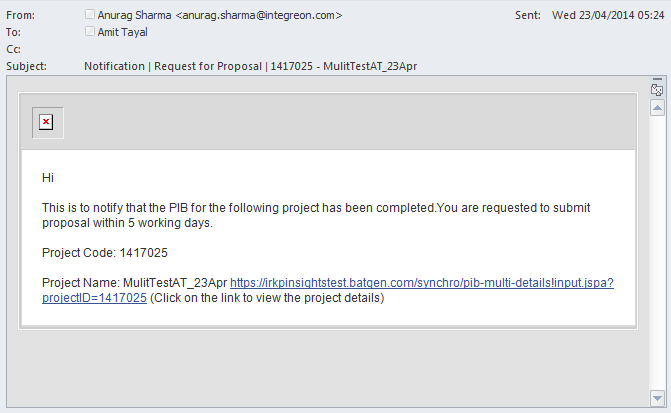 From: Anurag Sharma <anurag.sharma@integreon.com> Sent: Wed 23/04/2014 05:24
To: Amit Tayal
Cc:
Subject: Notification | Request for Proposal | 1417025 - MulitTestAT_23Apr
Hi
This is to notify that the PIB for the following project has been completed.You are requested to submit
proposal within 5 working days.
Project Code: 1417025
Project Name: MulitTestAT_23Apr https://irkpinsightstest.batgen.com/synchro/pib-multi-details!input.jspa?
projectID=1417025 (Click on the link to view the project details)